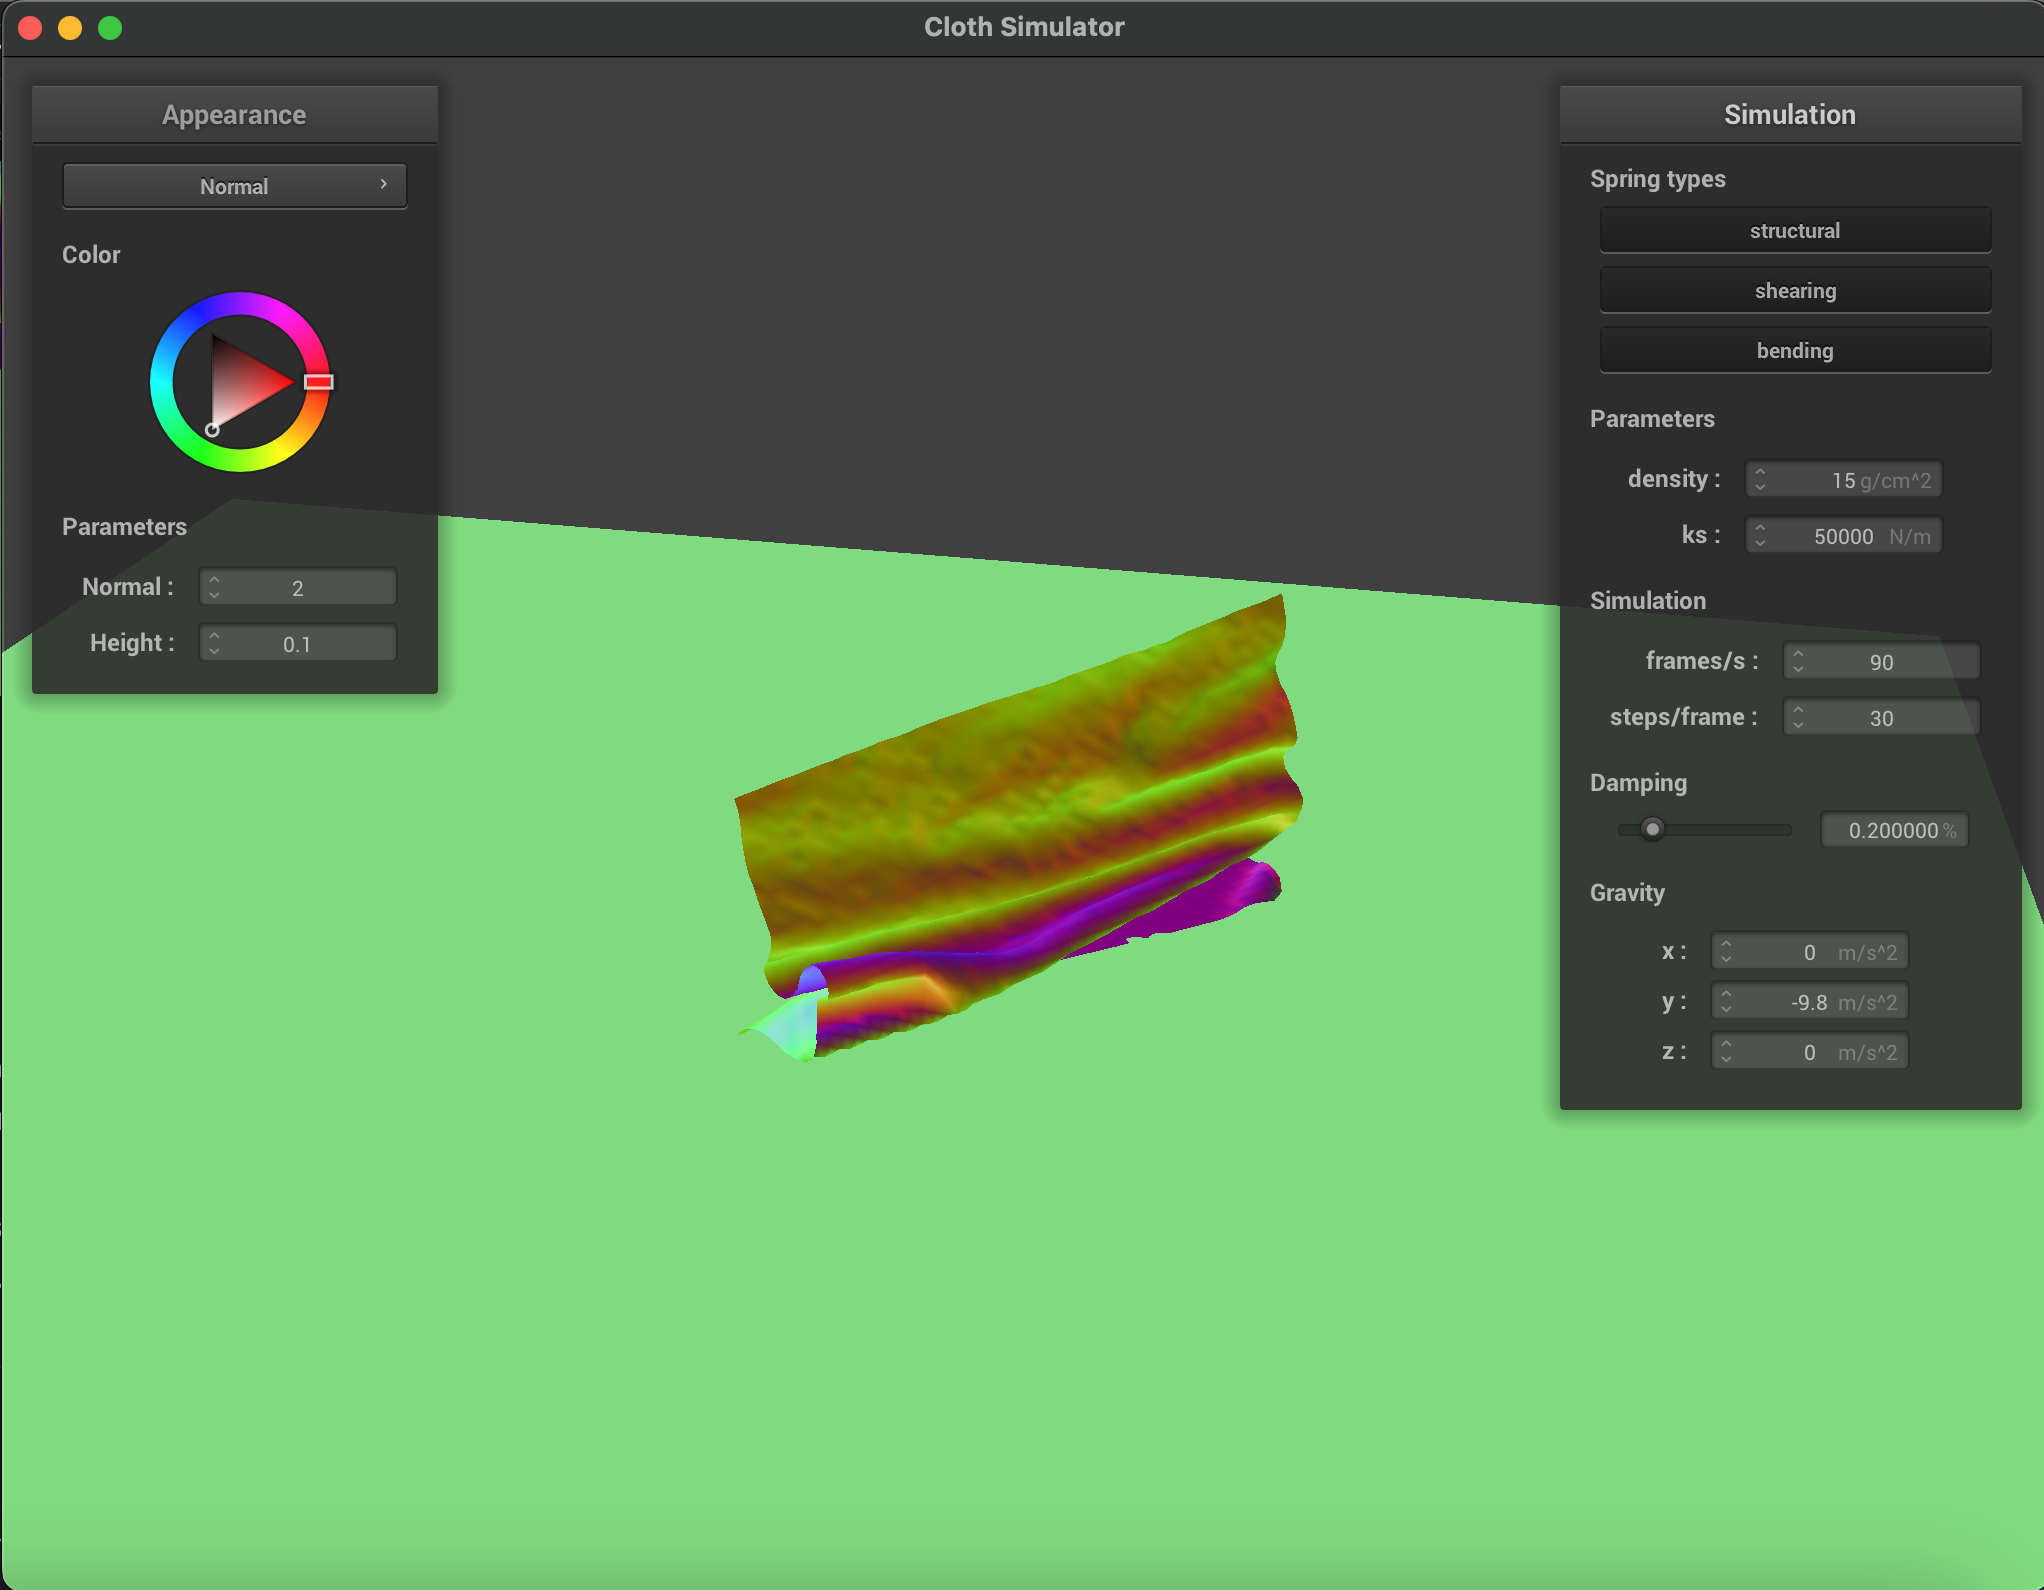 Cloth Simulator
Appearance
Normal
Color
Parameters
Normal : 2
Height : 0.1
Simulation
Spring types
structural
shearing
bending
Parameters
density : 15 g/cm^2
ks : 50000 N/m
Simulation
frames/s : 90
steps/frame : 30
Damping
0.200000 %
Gravity
x : 0 m/s^2
y : -9.8 m/s^2
z : 0 m/s^2